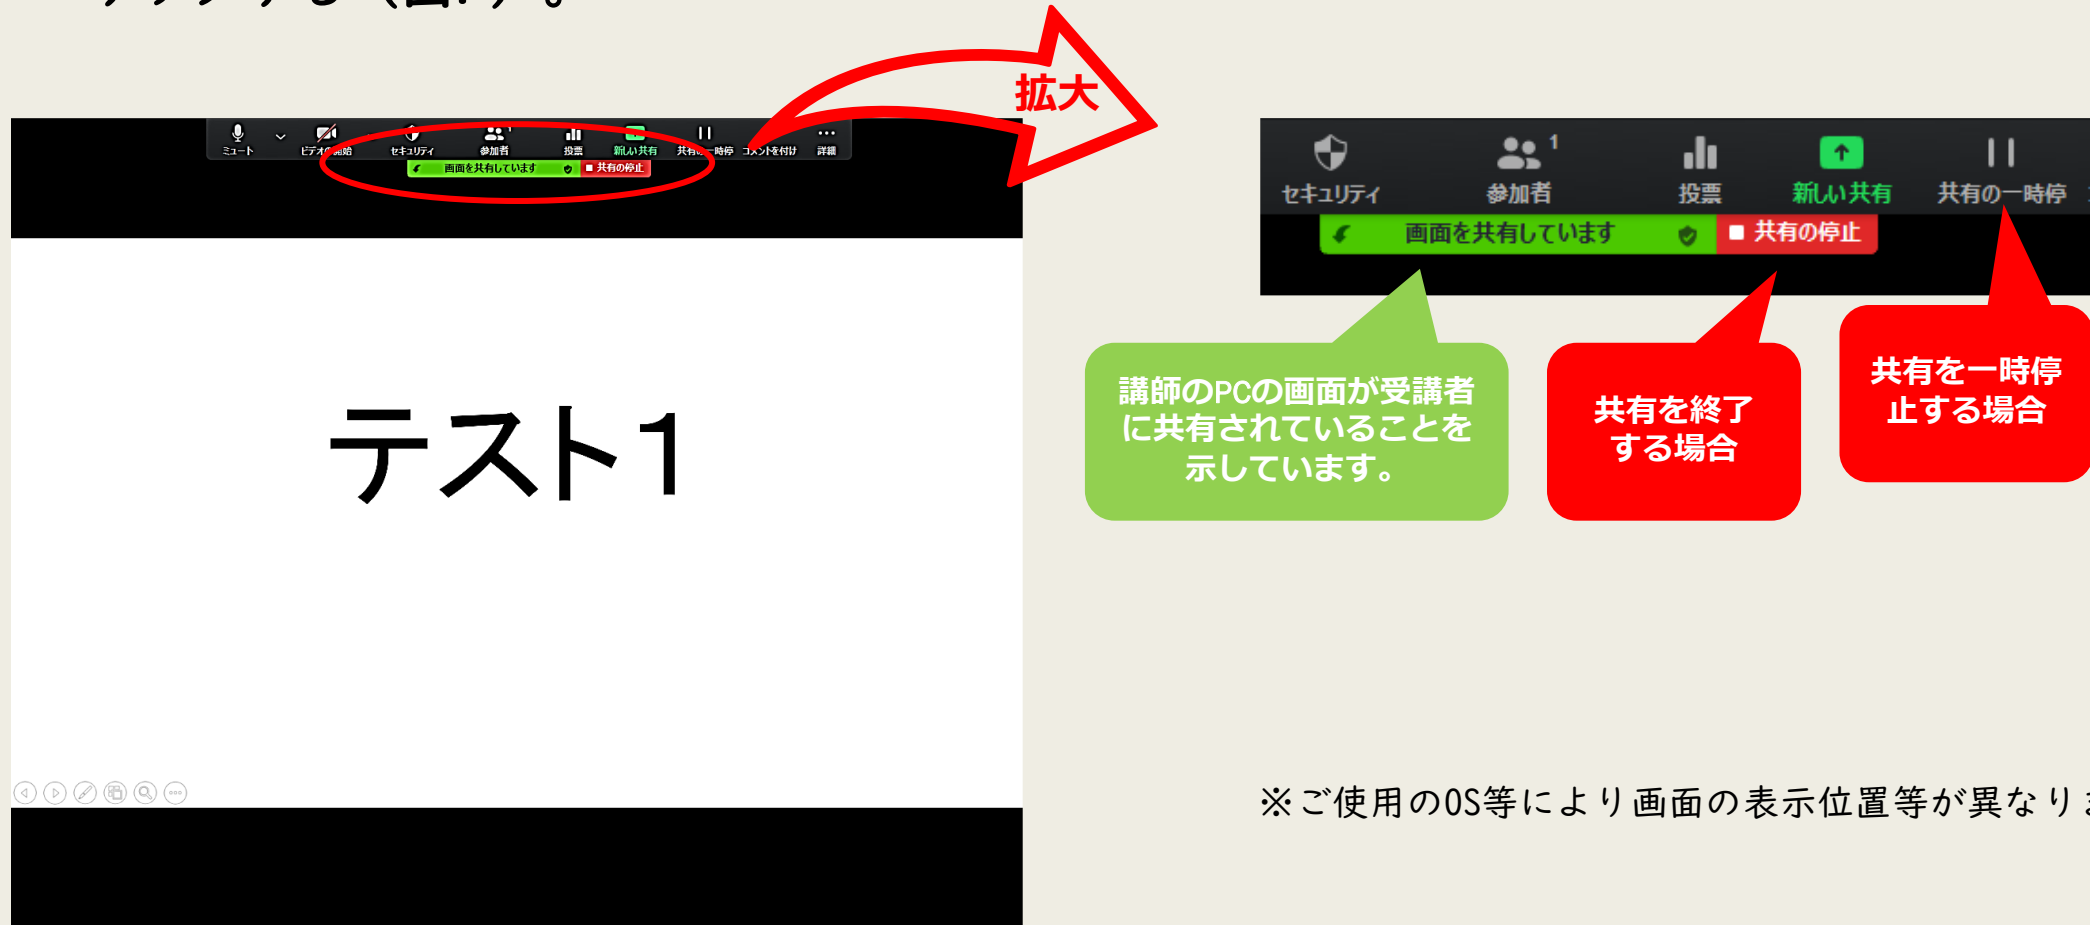 拡大
ミュート
セキュリティ 参加者 投票 新しい共有
詳細
画面を共有しています 共有の停止
テスト1
セキュリティ 参加者 1 投票 新しい共有 共有の一時停
画面を共有しています 共有の停止
講師のPCの画面が受講者
に共有されていることを
示しています。
共有を終了
する場合
共有を一時停
止する場合
※ご使用のOS等により画面の表示位置等が異なりま